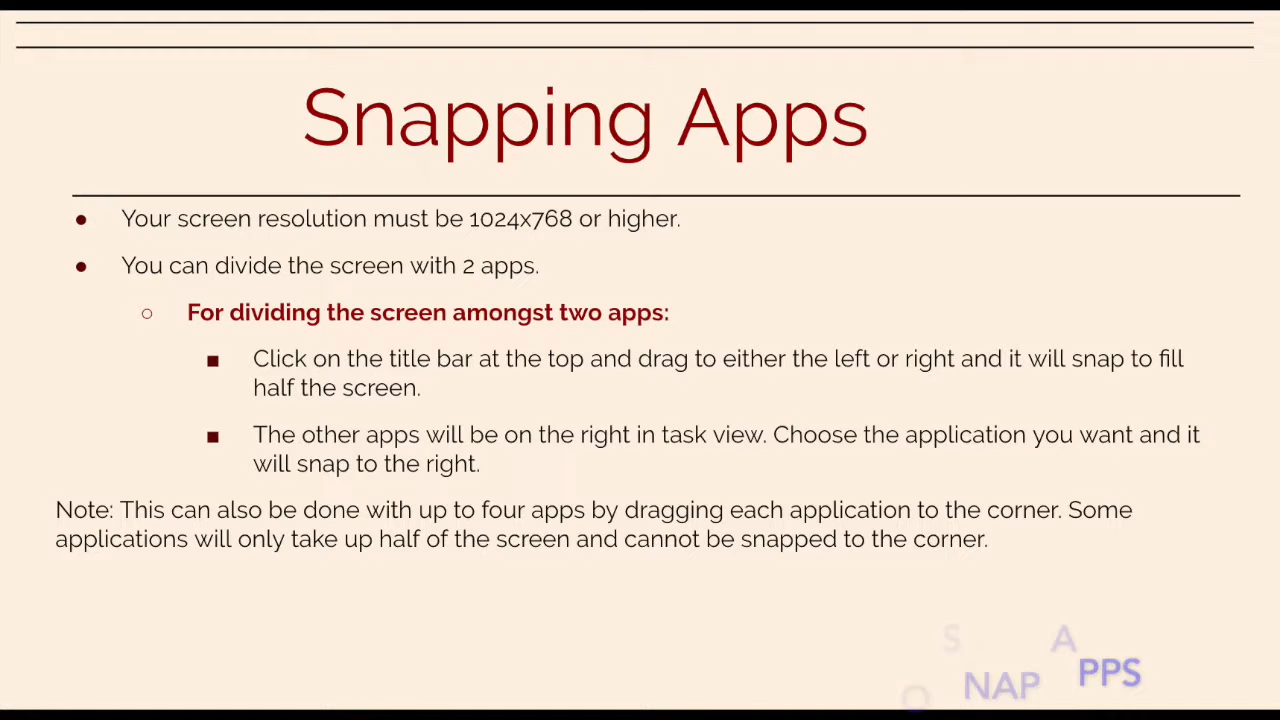 Snapping Apps
● Your screen resolution must be 1024x768 or higher.
● You can divide the screen with 2 apps.
○ For dividing the screen amongst two apps:
■ Click on the title bar at the top and drag to either the left or right and it will snap to fill
half the screen.
■ The other apps will be on the right in task view. Choose the application you want and it
will snap to the right.
Note: This can also be done with up to four apps by dragging each application to the corner. Some
applications will only take up half of the screen and cannot be snapped to the corner.
S A
O NAP PPS